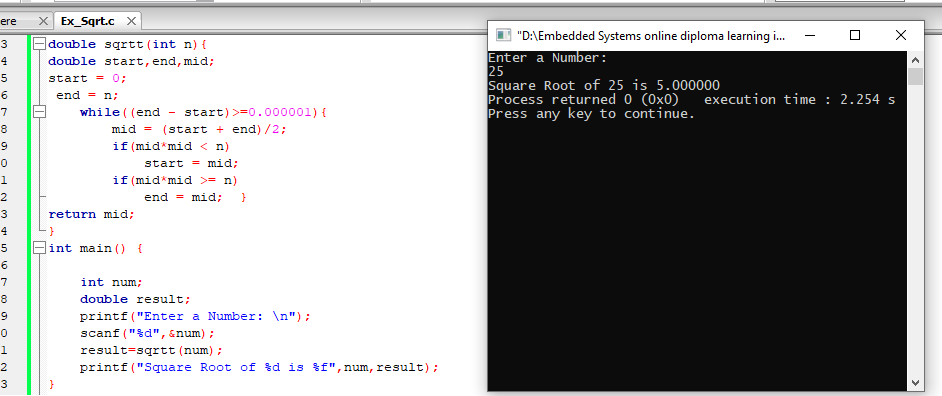 ere
Ex_Sqrt.c
3 double sqrtt(int n){
4 double start,end,mid;
5 start = 0;
6 end = n;
7 while((end - start)>=0.000001){
8 mid = (start + end)/2;
9 if(mid*mid < n)
0 start = mid;
1 if(mid*mid >= n)
2 end = mid; }
3 return mid;
4 }
5 int main() {
6
7 int num;
8 double result;
9 printf("Enter a Number: \n");
0 scanf("%d",&num);
1 result=sqrtt(num);
2 printf("Square Root of %d is %f",num,result);
3 }
"D:\Embedded Systems online diploma learning i...
Enter a Number:
25
Square Root of 25 is 5.000000
Process returned 0 (0x0) execution time : 2.254 s
Press any key to continue.